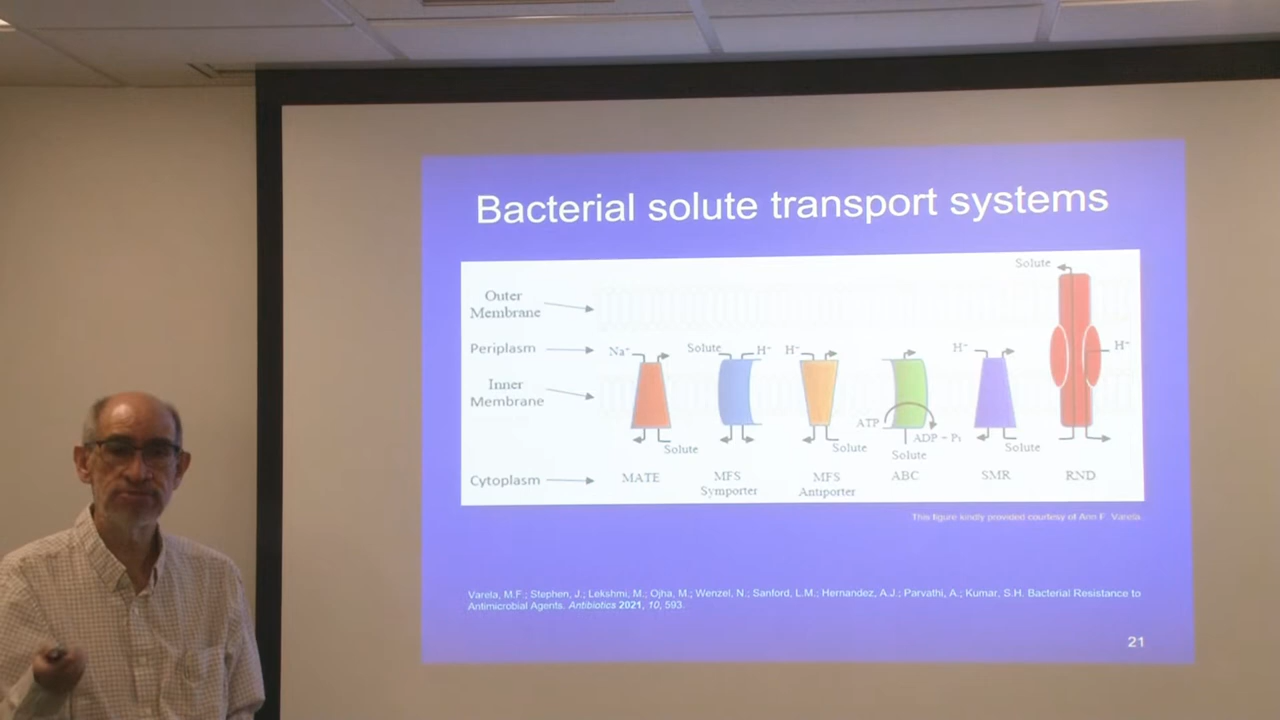 Bacterial solute transport systems
Solute
Outer
Membrane
Periplasm
Na⁺
Solute
H⁺
H⁺
H⁺
H⁺
Inner
Membrane
ATP
ADP + Pi
Solute
Solute
Solute
Solute
Cytoplasm
MATE
MFS
Symporter
MFS
Antiporter
ABC
SMR
RND
This figure kindly provided courtesy of Ann F. Varela
Varela, M.F.; Stephen, J.; Lekshmi, M.; Ojha, M.; Wenzel, N.; Sanford, L.M.; Hernandez, A.J.; Parvathi, A.; Kumar, S.H. Bacterial Resistance to
Antimicrobial Agents. Antibiotics 2021, 10, 593.
21